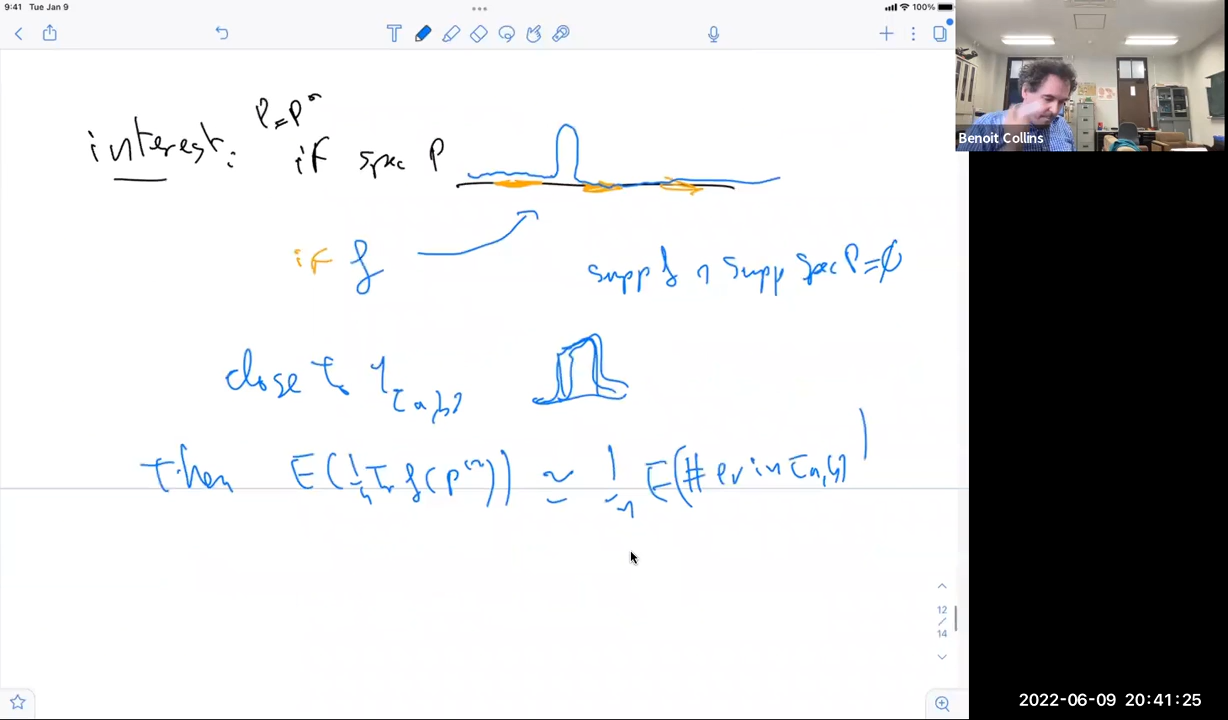 9:41 Tue Jan 9
100%
Benoit Collins
P=P*
interest: if spec P
if f
supp f ∩ supp spec P = ∅
close to 1[a,b]
then E(1/n Tr f(P^(n))) ≃ 1/n E(# ev in [a,b])
12
/
14
2022-06-09 20:41:25